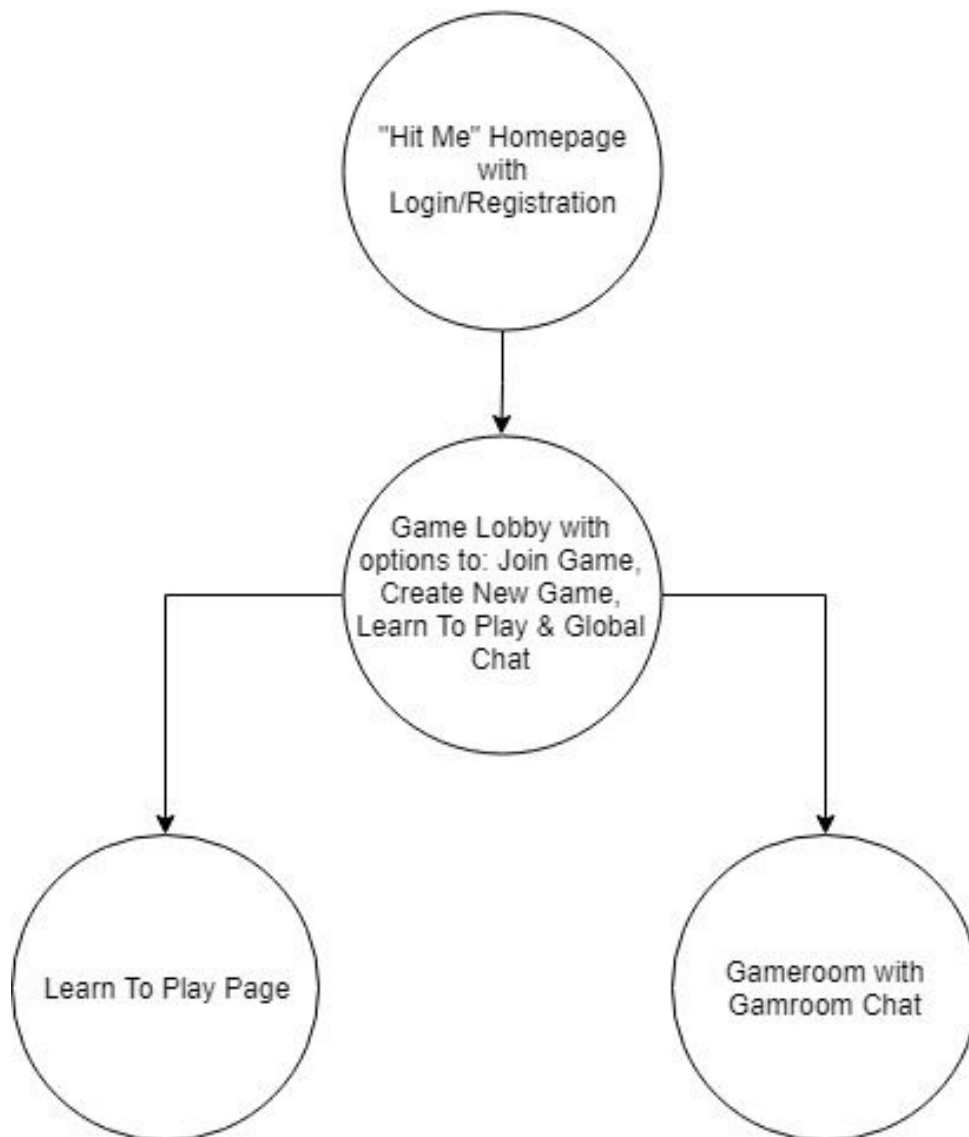 "Hit Me" Homepage
with
Login/Registration
Game Lobby with
options to: Join Game,
Create New Game,
Learn To Play & Global
Chat
Learn To Play Page
Gameroom with
Gamroom Chat